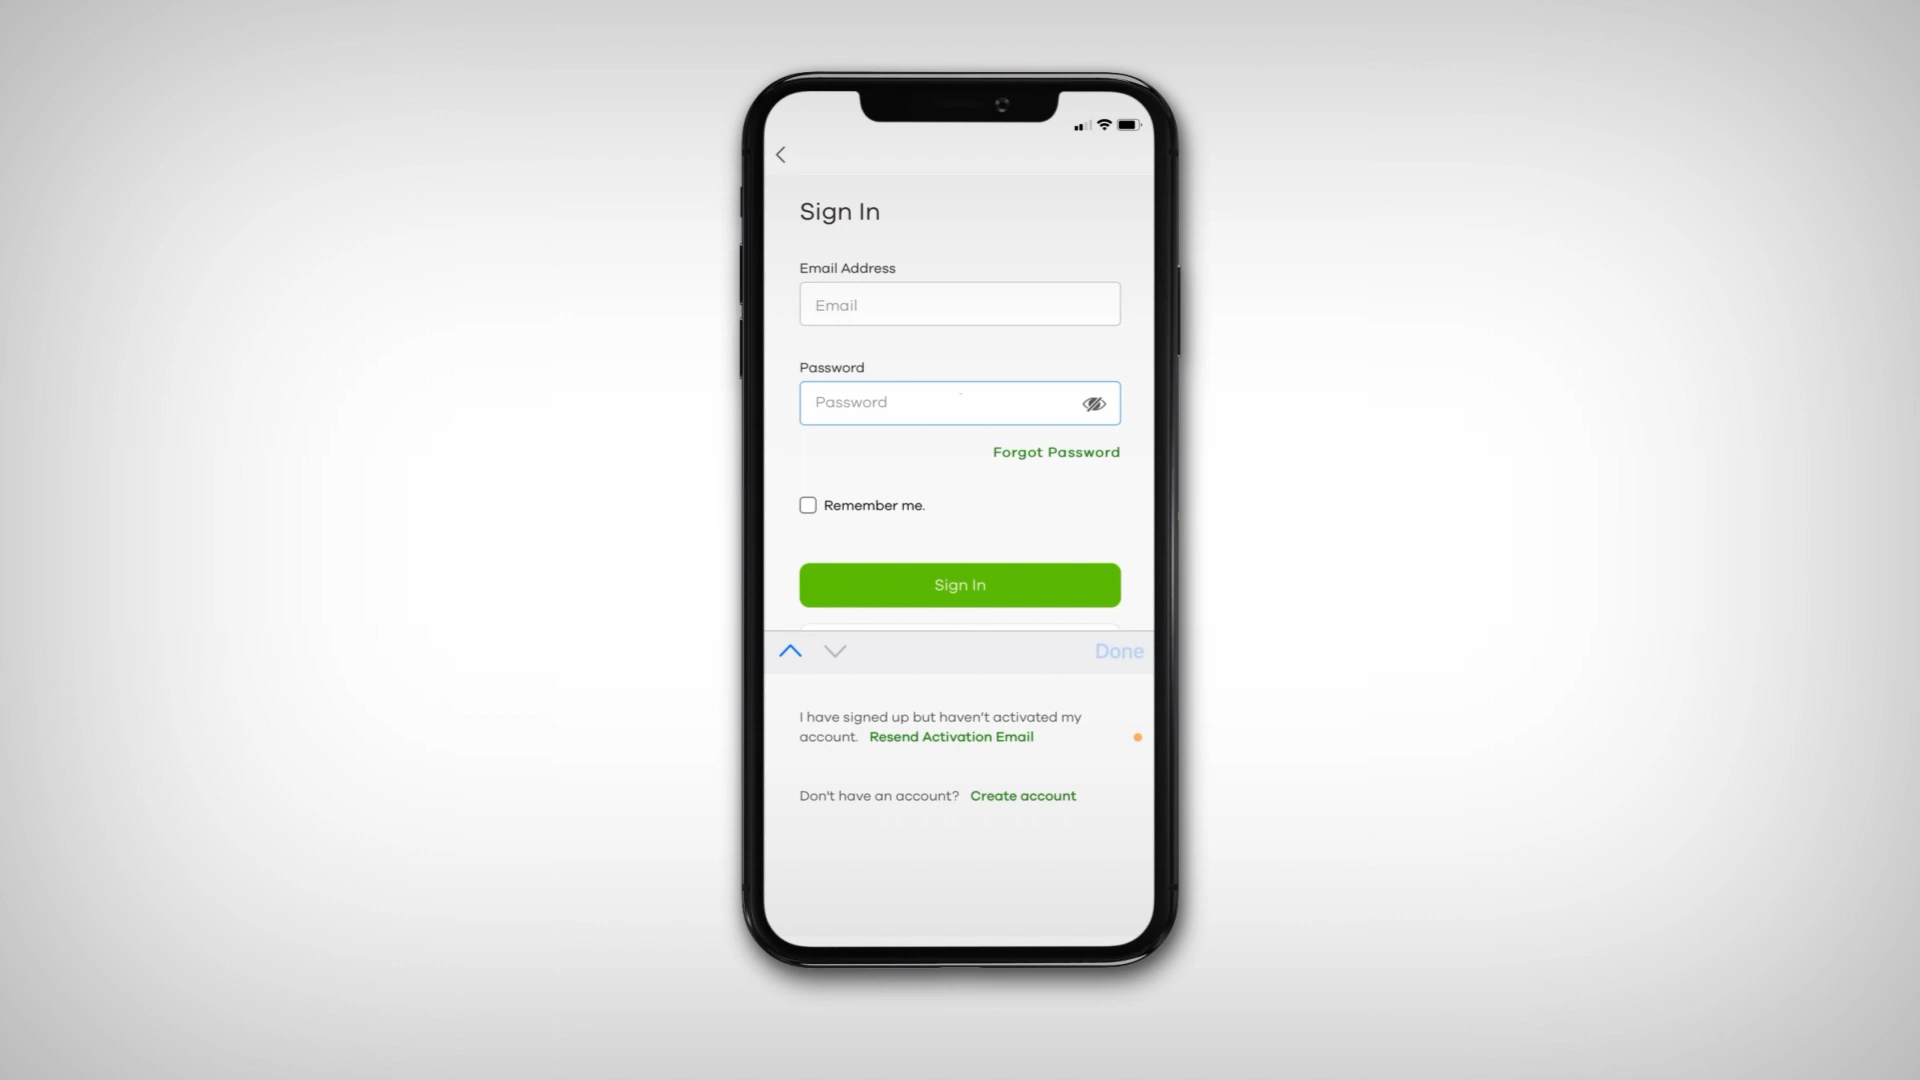 Sign In
Email Address
Email
Password
Password
Forgot Password
Remember me.
Sign In
Done
I have signed up but haven't activated my
account. Resend Activation Email
Don't have an account? Create account